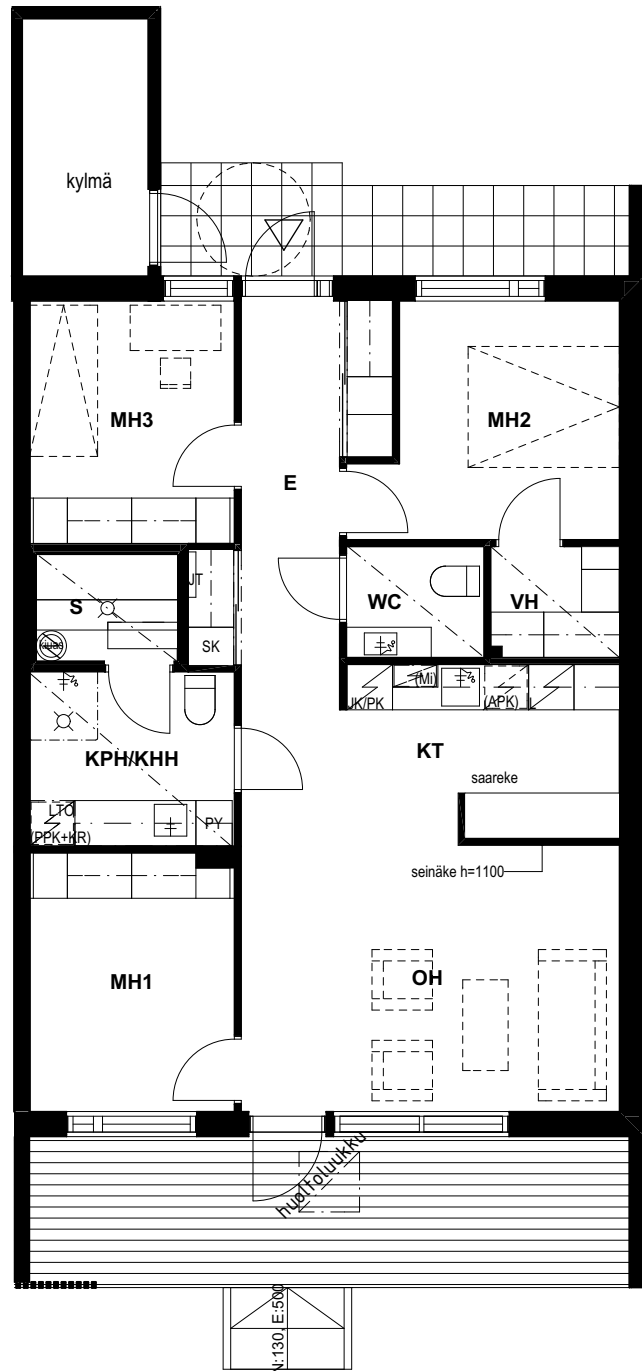 kylmä
MH3
MH2
E
JT
S
WC
VH
kiuas
SK
(Mi)
JK/PK
(APK)
KPH/KHH
KT
saareke
LTO
PY
(PPK+KR)
seinäke h=1100
MH1
OH
huoltoluukku
N:130, E:500